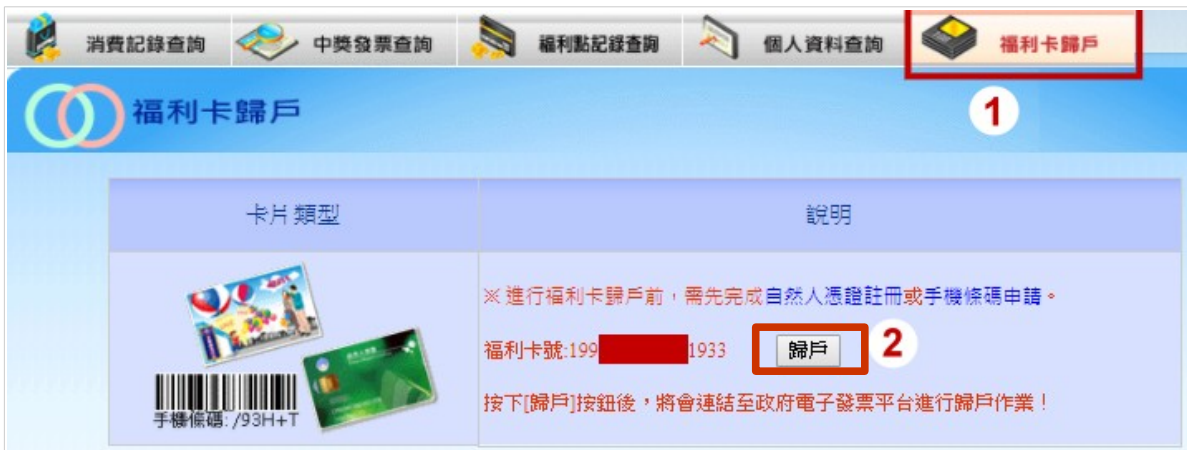 消費記錄查詢 中獎發票查詢 福利點記錄查詢 個人資料查詢 福利卡歸戶
1
福利卡歸戶
卡片類型 說明
※進行福利卡歸戶前,需先完成自然人憑證註冊或手機條碼申請。
福利卡號:199 1933 歸戶 2
手機條碼:/93H+T
按下[歸戶]按鈕後,將會連結至政府電子發票平台進行歸戶作業!